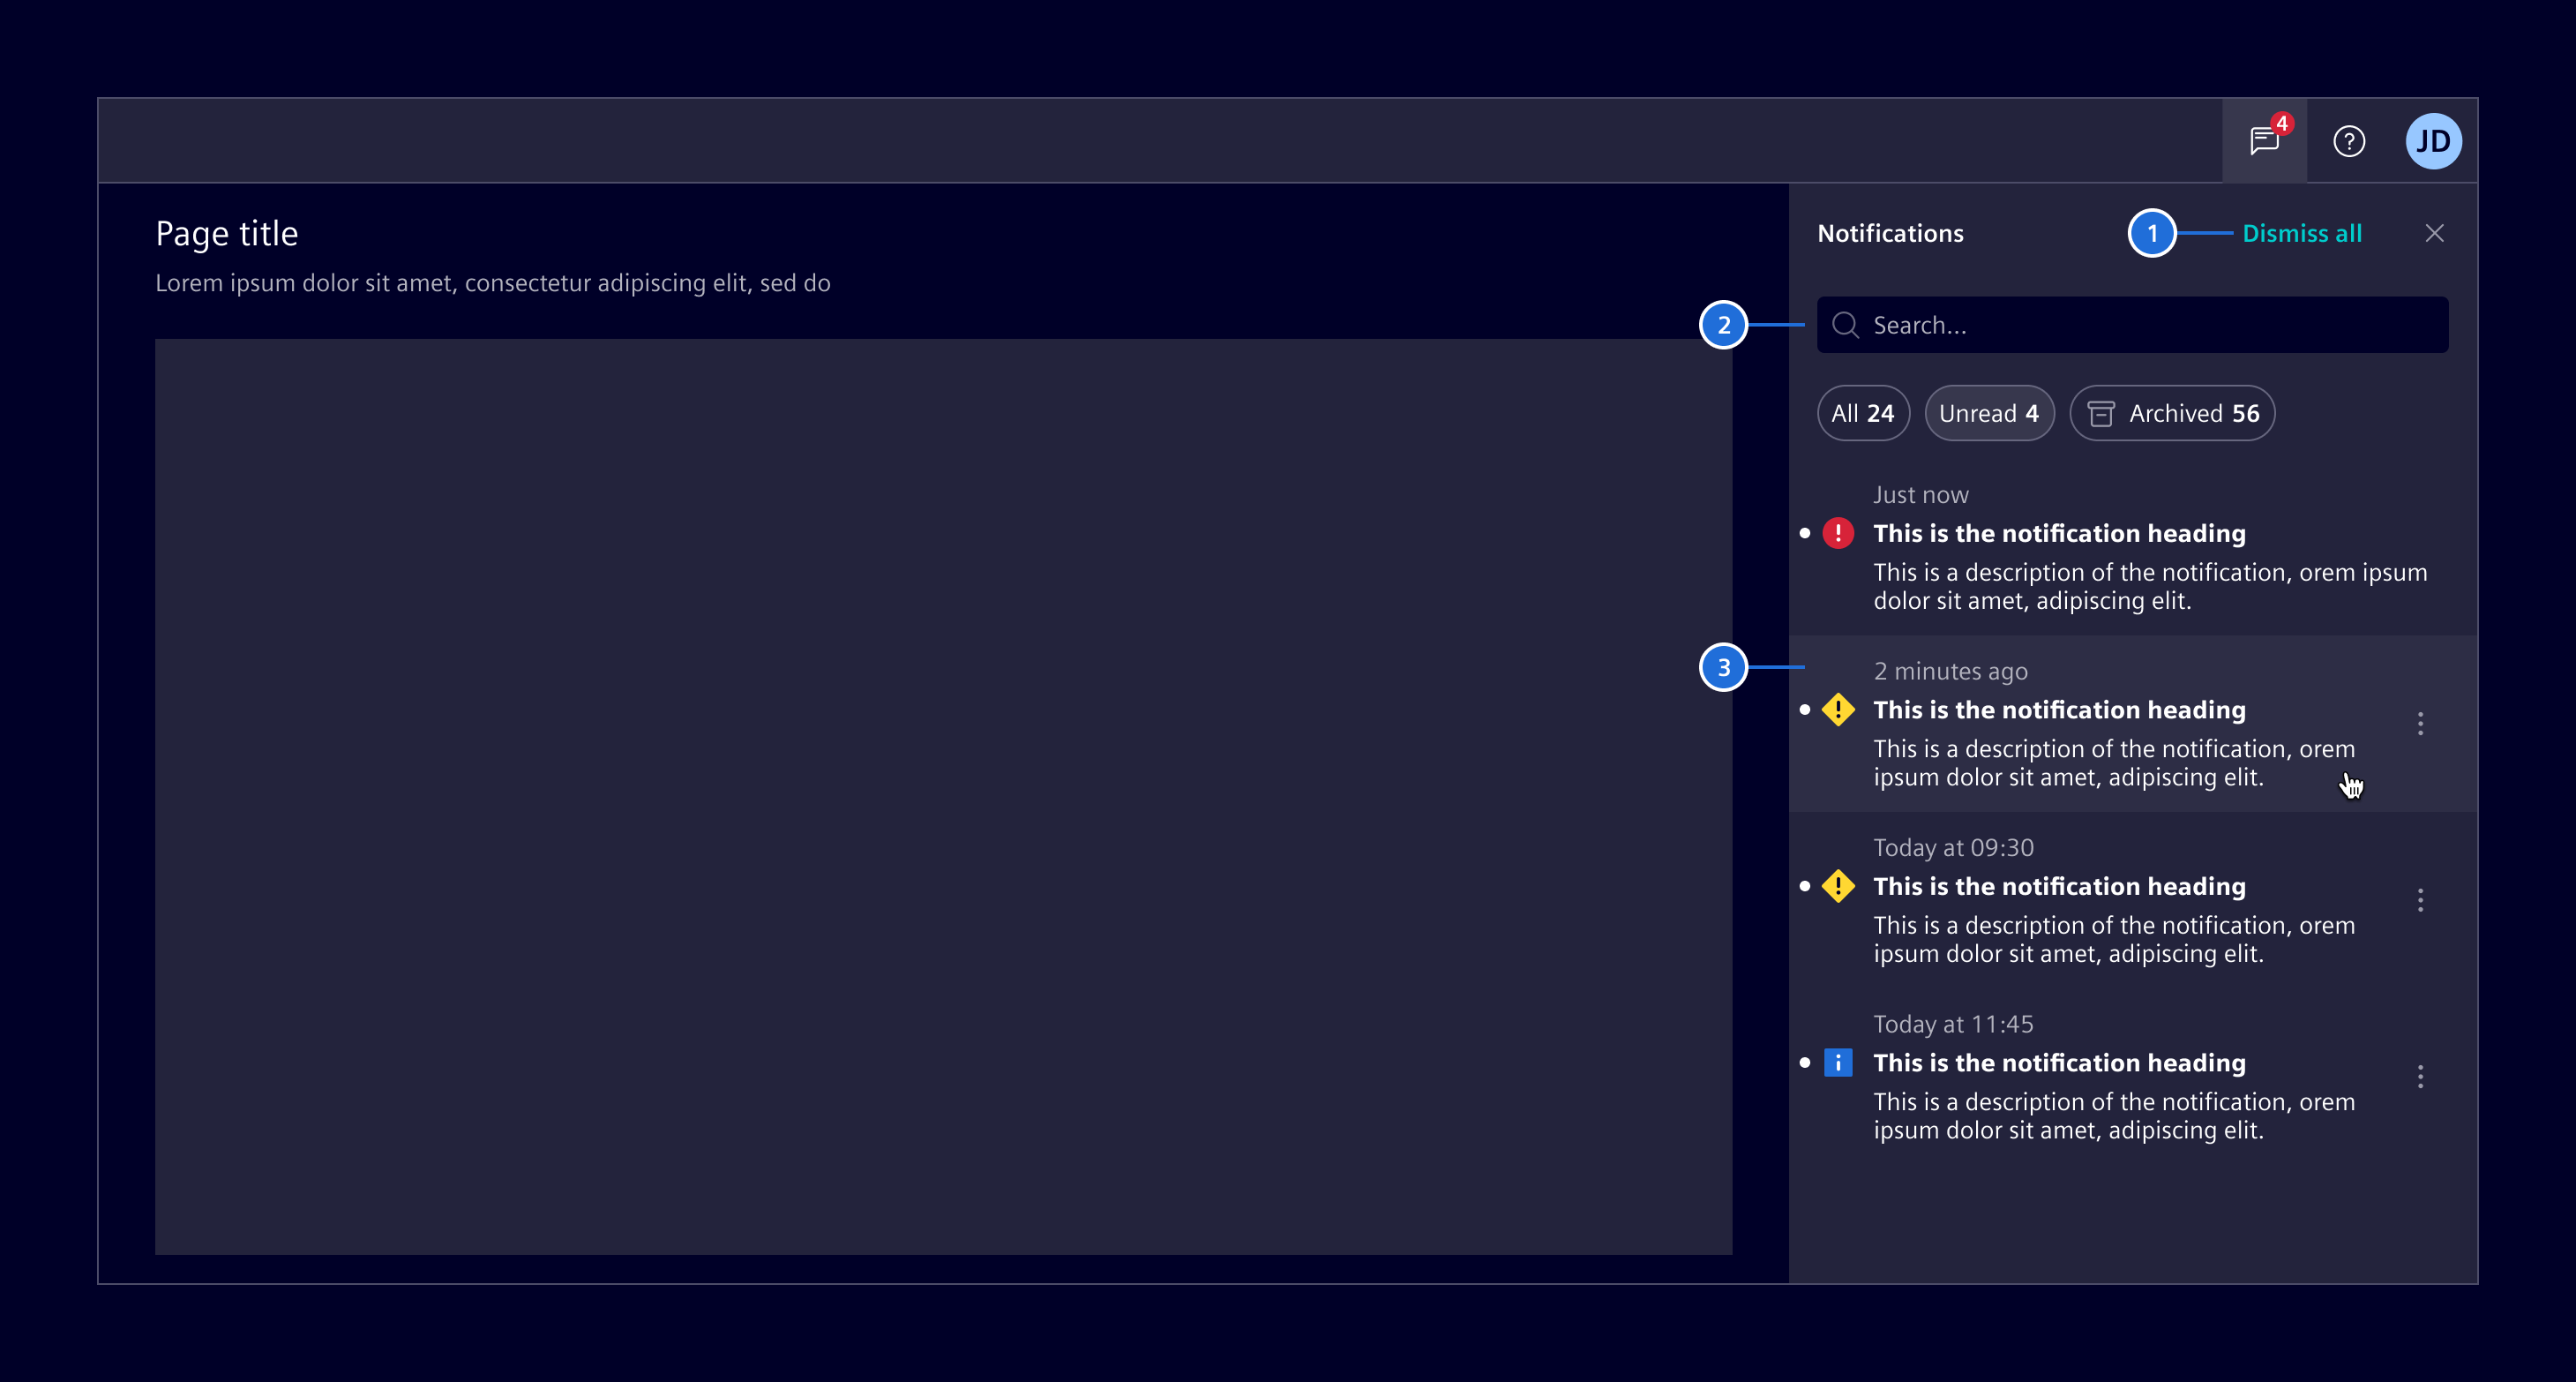 4
?
JD
Page title
Lorem ipsum dolor sit amet, consectetur adipiscing elit, sed do
Notifications
1
Dismiss all
2
Search...
All 24
Unread 4
Archived 56
Just now
This is the notification heading
This is a description of the notification, orem ipsum
dolor sit amet, adipiscing elit.
3
2 minutes ago
This is the notification heading
This is a description of the notification, orem
ipsum dolor sit amet, adipiscing elit.
Today at 09:30
This is the notification heading
This is a description of the notification, orem
ipsum dolor sit amet, adipiscing elit.
Today at 11:45
This is the notification heading
This is a description of the notification, orem
ipsum dolor sit amet, adipiscing elit.